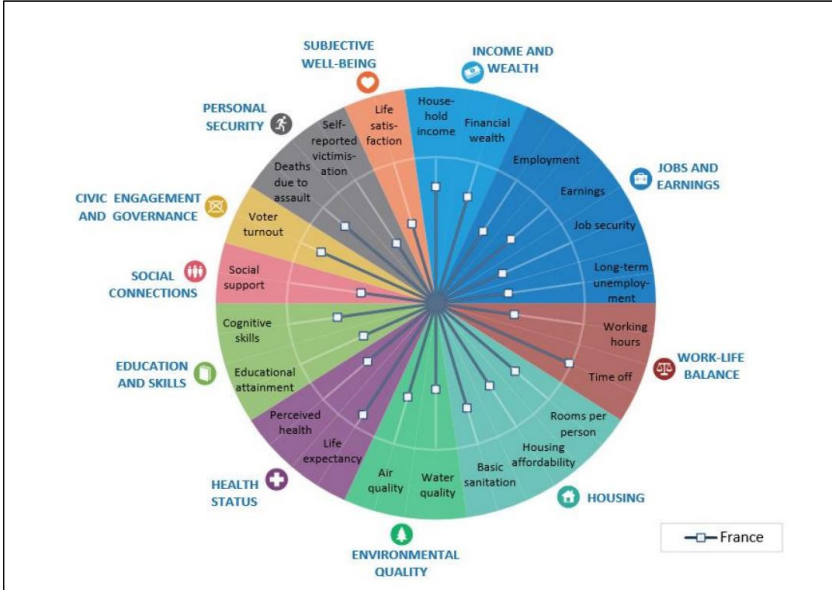 SUBJECTIVE
WELL-BEING
INCOME AND
WEALTH
PERSONAL
SECURITY
JOBS AND
EARNINGS
CIVIC ENGAGEMENT
AND GOVERNANCE
SOCIAL
CONNECTIONS
WORK-LIFE
BALANCE
EDUCATION
AND SKILLS
HEALTH
STATUS
HOUSING
ENVIRONMENTAL
QUALITY
Life
satis-
faction
House-
hold
income
Financial
wealth
Employment
Earnings
Job security
Long-term
unemploy-
ment
Working
hours
Time off
Rooms per
person
Housing
affordability
Basic
sanitation
Water
quality
Air
quality
Life
expectancy
Perceived
health
Educational
attainment
Cognitive
skills
Social
support
Voter
turnout
Deaths
due to
assault
Self-
reported
victimis-
ation
France